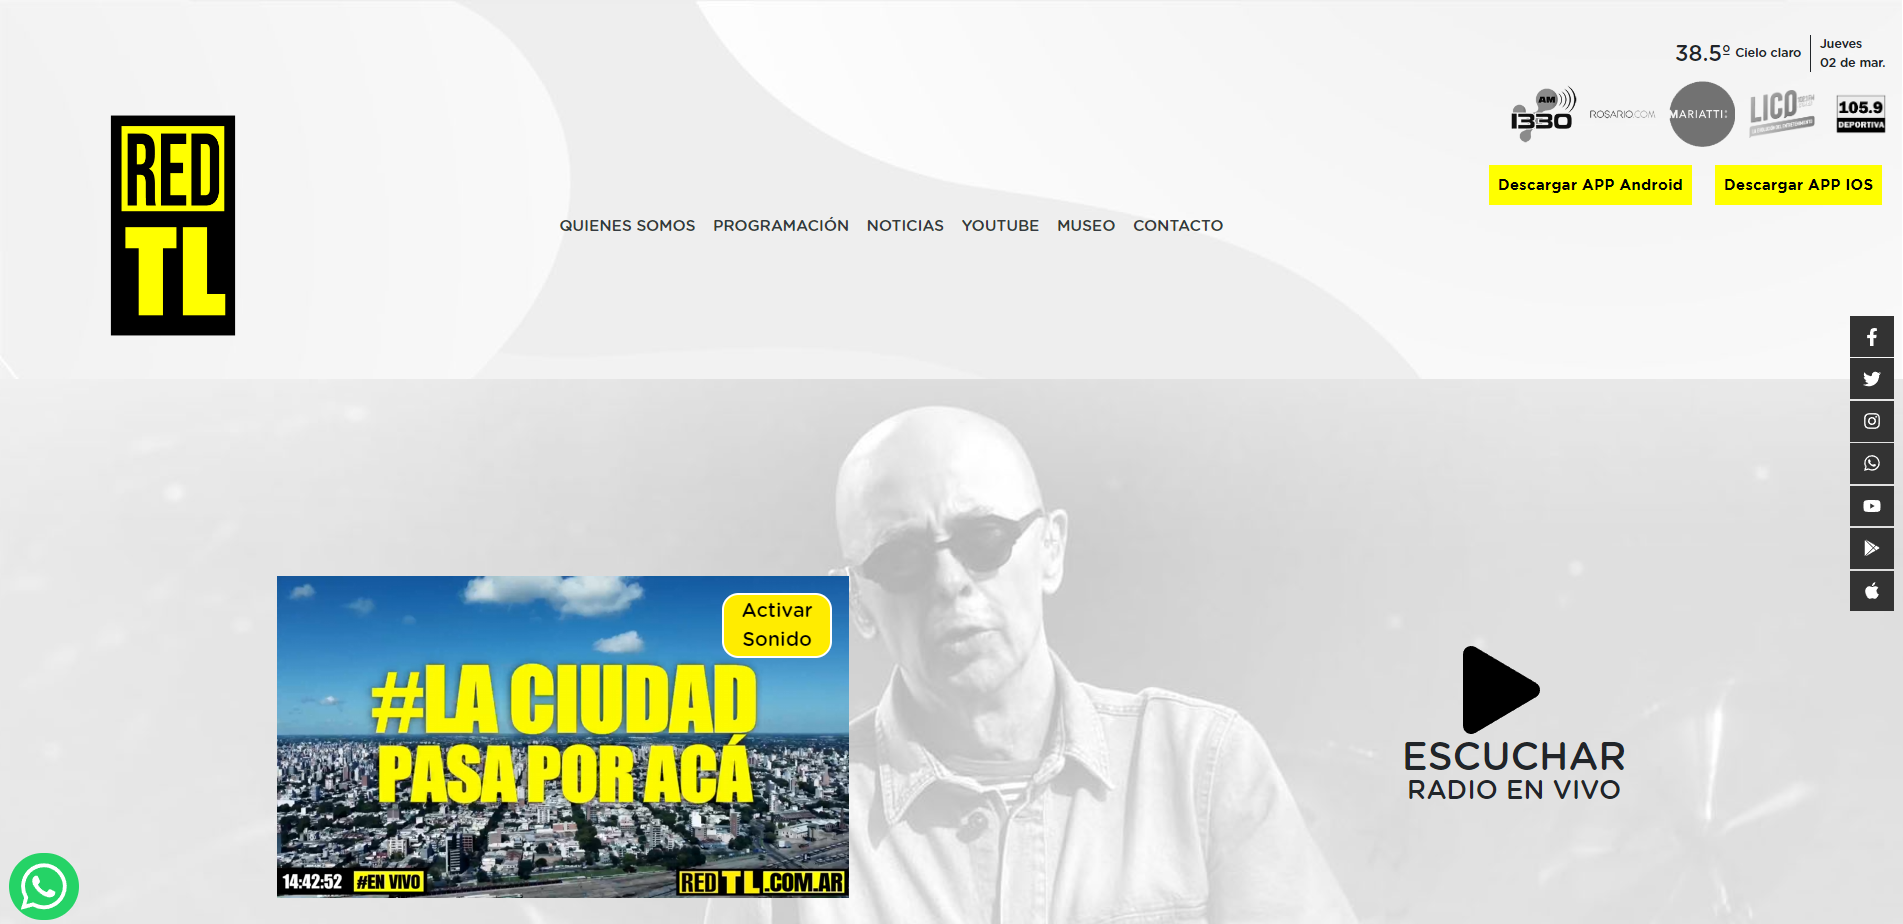 38.5º Cielo claro
Jueves
02 de mar.
AM
1330
ROSARIO.COM
MARIATTI
LICO
105.9
DEPORTIVA
Descargar APP Android
Descargar APP IOS
RED
TL
QUIENES SOMOS PROGRAMACIÓN NOTICIAS YOUTUBE MUSEO CONTACTO
Activar
Sonido
#LA CIUDAD
PASA POR ACÁ
14:42:52 #EN VIVO
RED TL.COM.AR
ESCUCHAR
RADIO EN VIVO